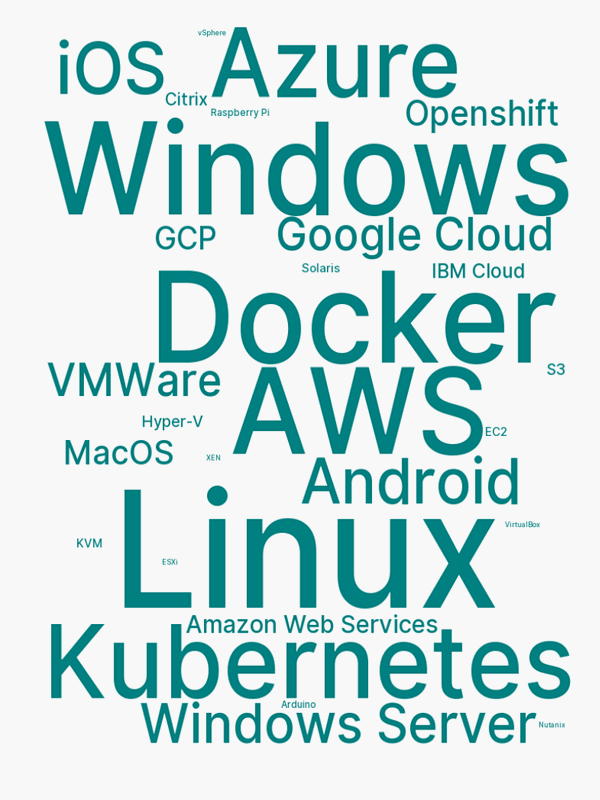 vSphere
iOS
Azure
Citrix
Raspberry Pi
Openshift
Windows
GCP
Google Cloud
Solaris
IBM Cloud
Docker
VMWare
S3
AWS
Hyper-V
EC2
MacOS
XEN
Android
Linux
VirtualBox
KVM
ESXi
Amazon Web Services
Kubernetes
Arduino
Windows Server
Nutanix